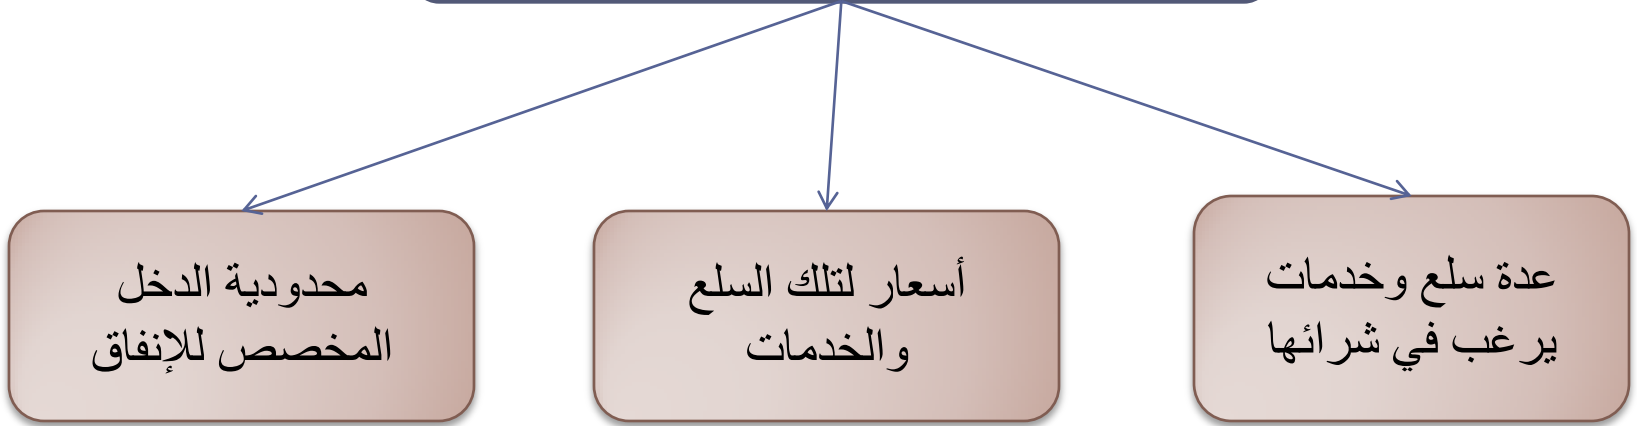 عدة سلع وخدمات
يرغب في شرائها
أسعار لتلك السلع
والخدمات
محدودية الدخل
المخصص للإنفاق